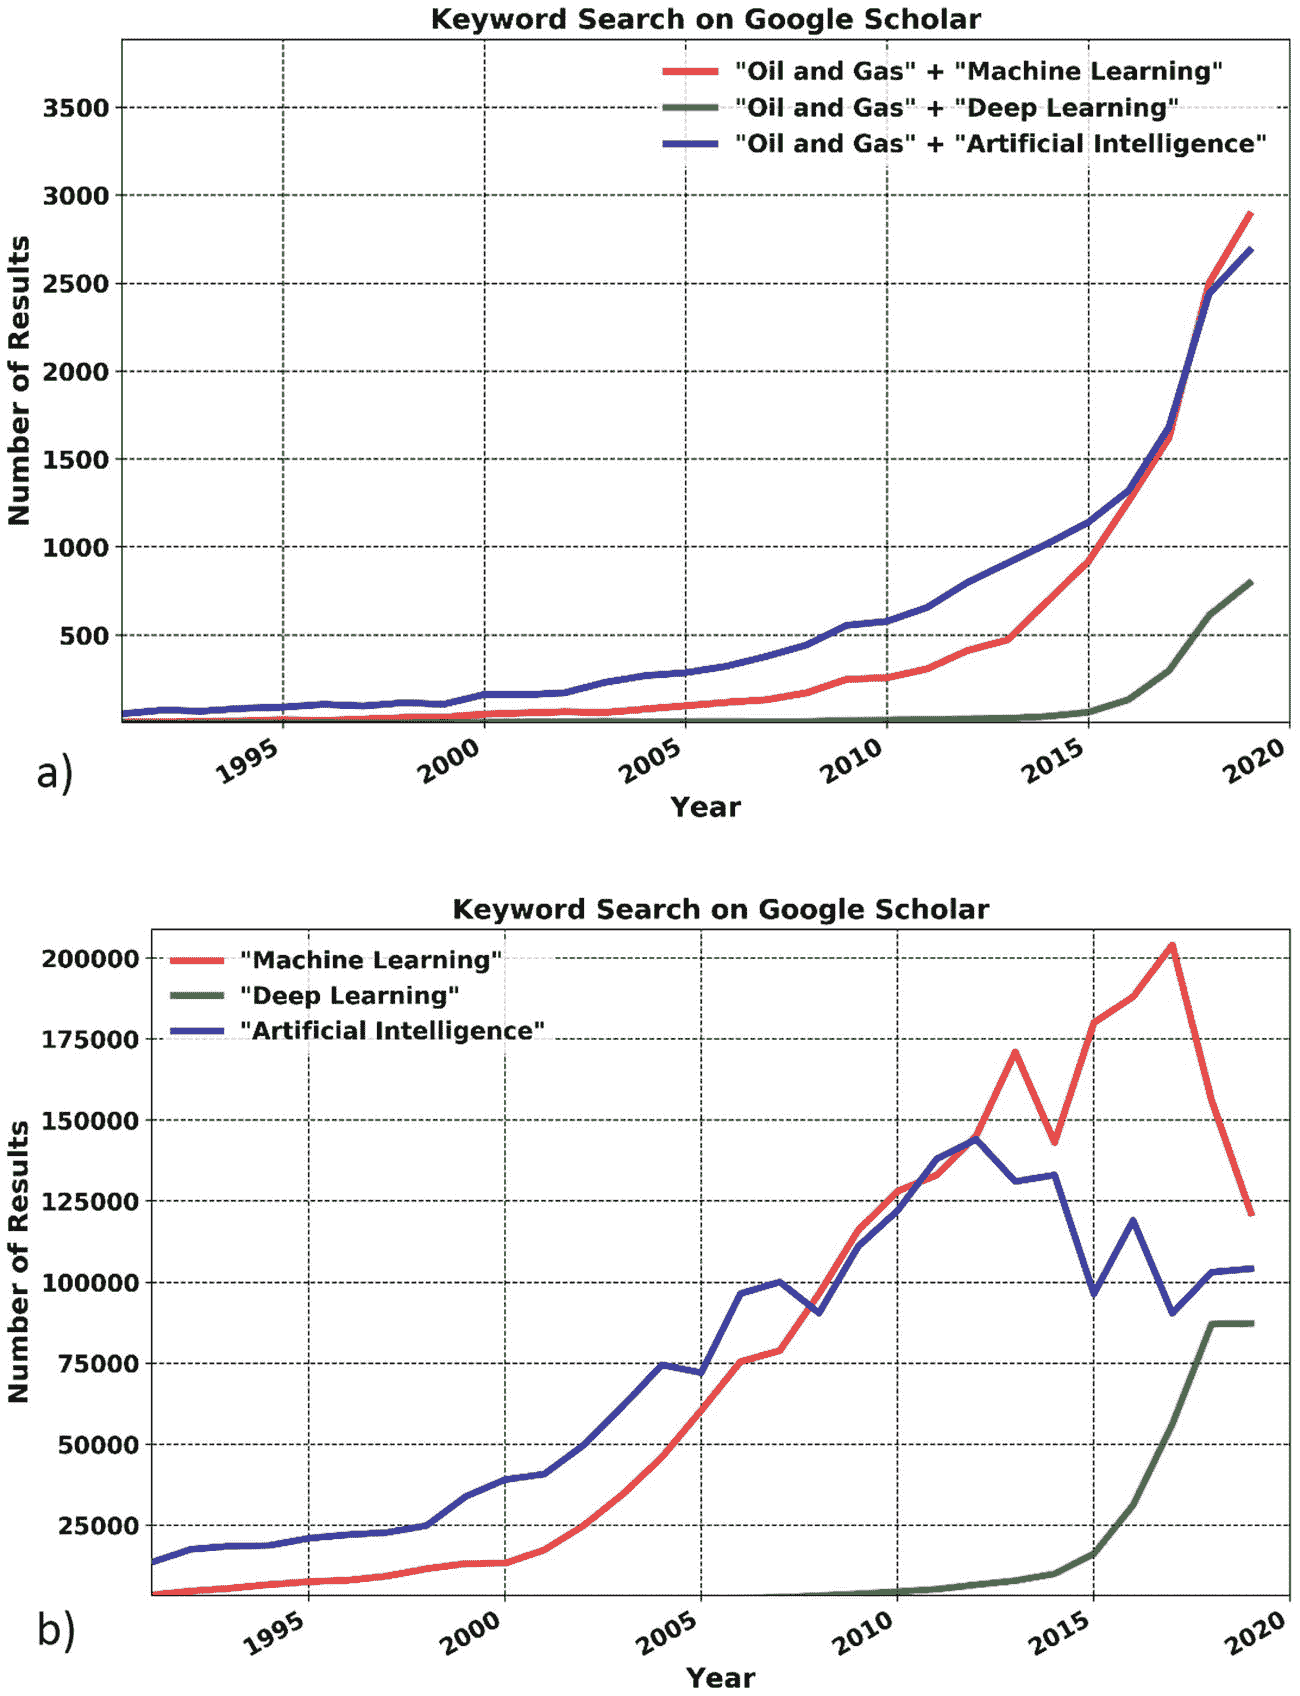 Keyword Search on Google Scholar
"Oil and Gas" + "Machine Learning"
"Oil and Gas" + "Deep Learning"
"Oil and Gas" + "Artificial Intelligence"
3500
3000
2500
2000
1500
1000
500
Number of Results
1995
2000
2005
2010
2015
2020
a)
Year
Keyword Search on Google Scholar
"Machine Learning"
"Deep Learning"
"Artificial Intelligence"
200000
175000
150000
125000
100000
75000
50000
25000
Number of Results
1995
2000
2005
2010
2015
2020
b)
Year